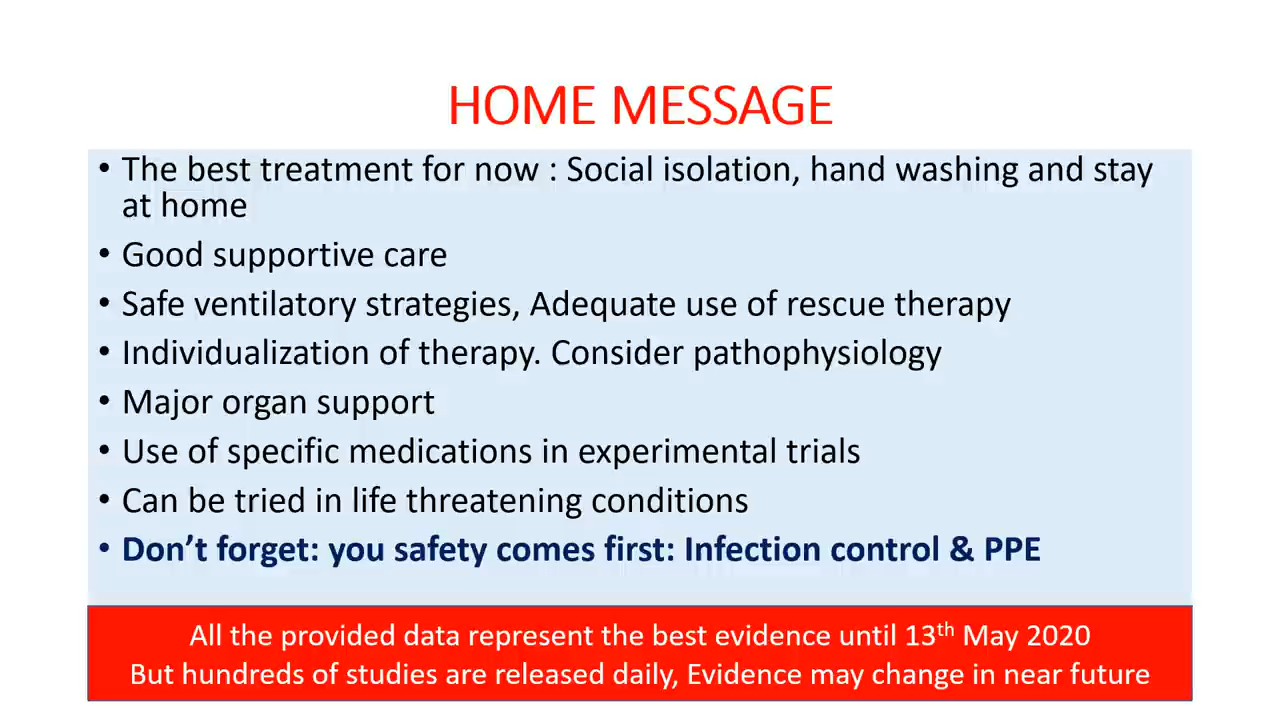 HOME MESSAGE
• The best treatment for now : Social isolation, hand washing and stay
at home
• Good supportive care
• Safe ventilatory strategies, Adequate use of rescue therapy
• Individualization of therapy. Consider pathophysiology
• Major organ support
• Use of specific medications in experimental trials
• Can be tried in life threatening conditions
• Don’t forget: you safety comes first: Infection control & PPE
All the provided data represent the best evidence until 13th May 2020
But hundreds of studies are released daily, Evidence may change in near future